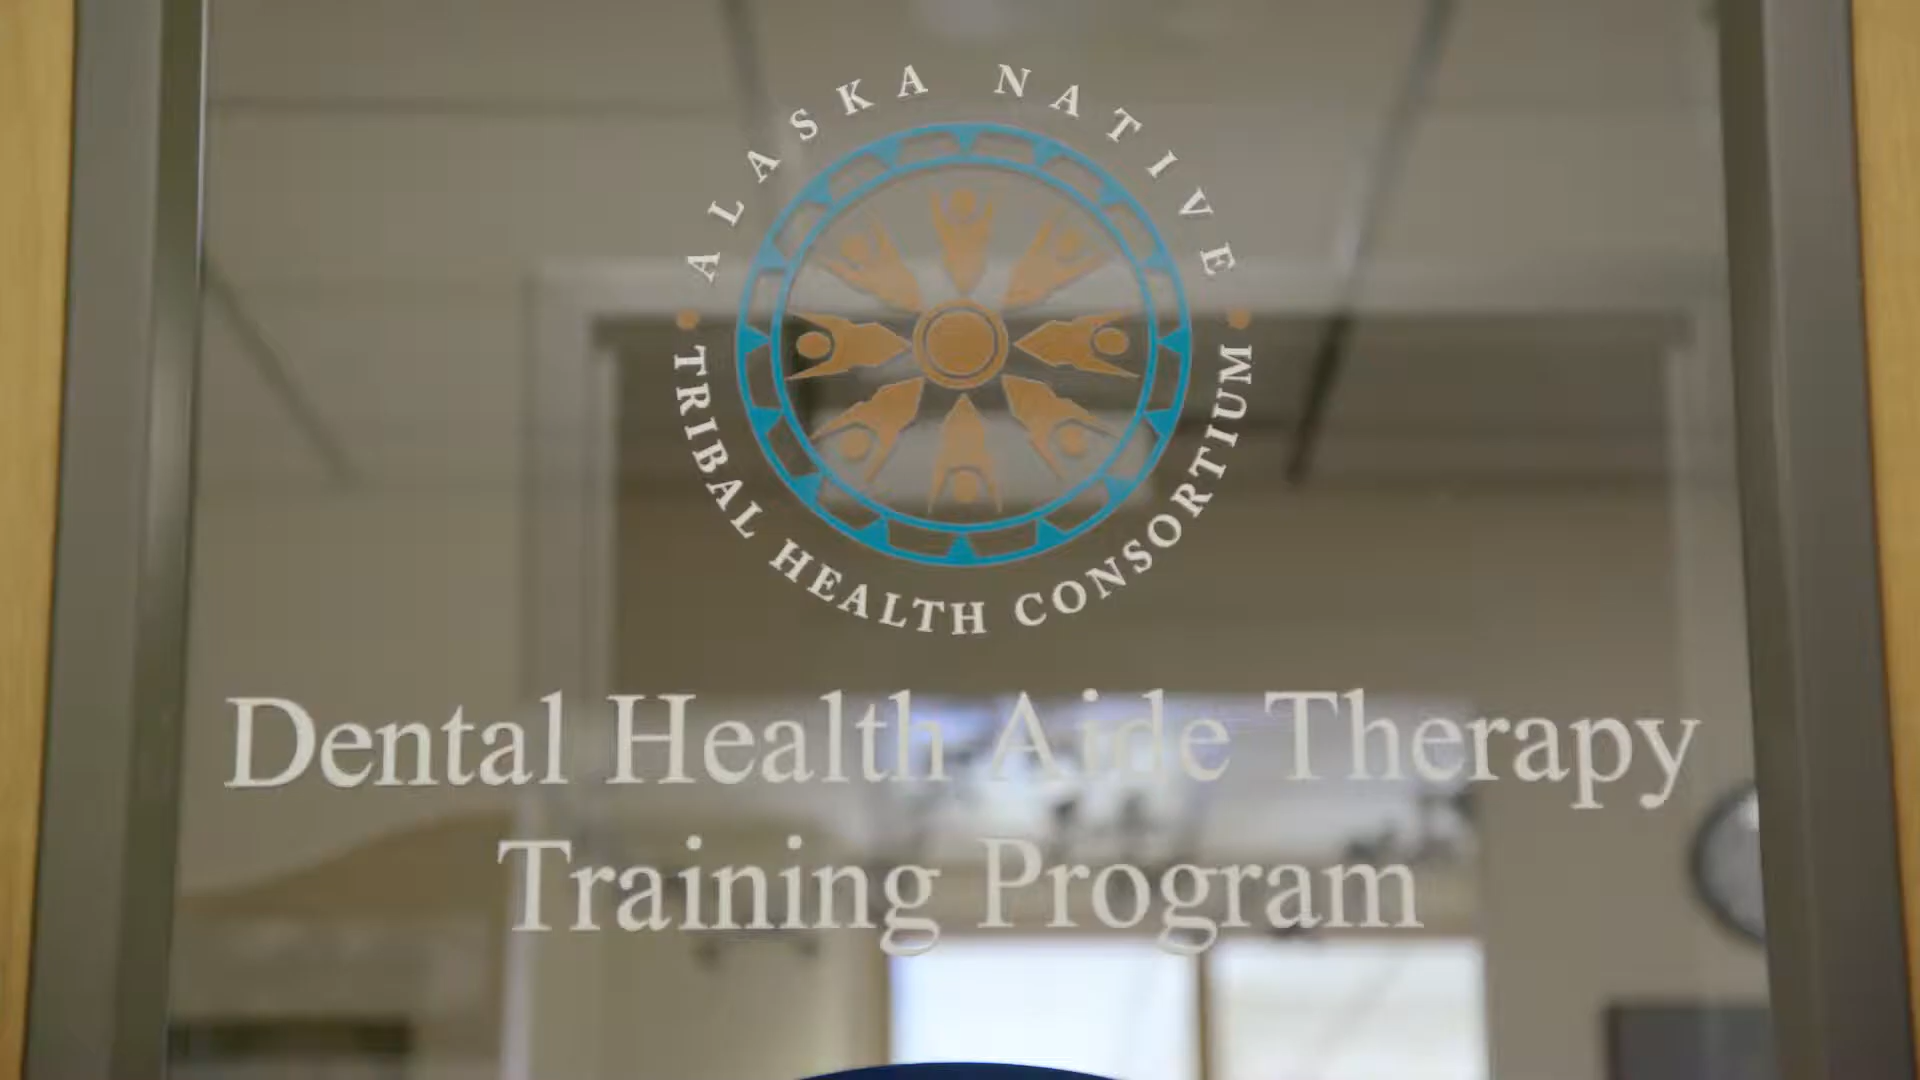 ALASKA NATIVE
TRIBAL HEALTH CONSORTIUM
Dental Health Aide Therapy
Training Program